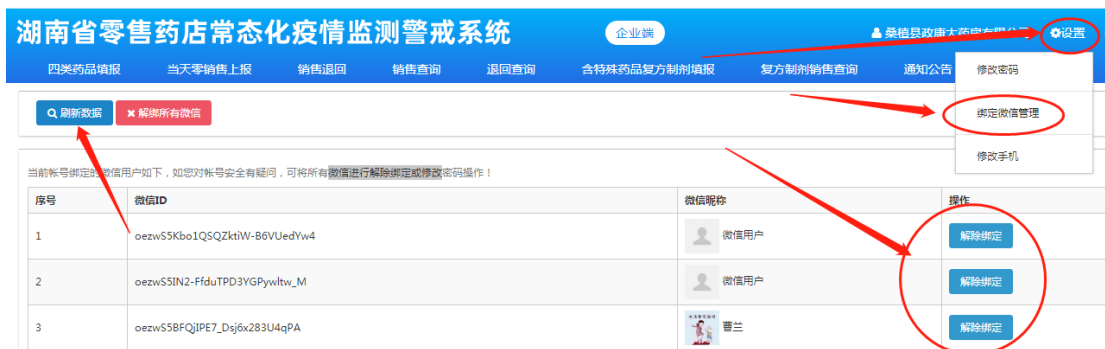 湖南省零售药店常态化疫情监测警戒系统 企业端 桑植县政康大药房有限公司 设置
四类药品填报 当天零销售上报 销售退回 销售查询 退回查询 含特殊药品复方制剂填报 复方制剂销售查询 通知公告
修改密码
绑定微信管理
修改手机
刷新数据 解绑所有微信
当前帐号绑定的微信用户如下，如您对帐号安全有疑问，可将所有微信进行解除绑定或修改密码操作！
序号 微信ID 微信昵称 操作
1 oezwS5Kbo1QSQZktiW-B6VUedYw4 微信用户 解除绑定
2 oezwS5IN2-FfduTPD3YGPywltw_M 微信用户 解除绑定
3 oezwS5BFQjIPE7_Dsj6x283U4qPA 曹兰 解除绑定